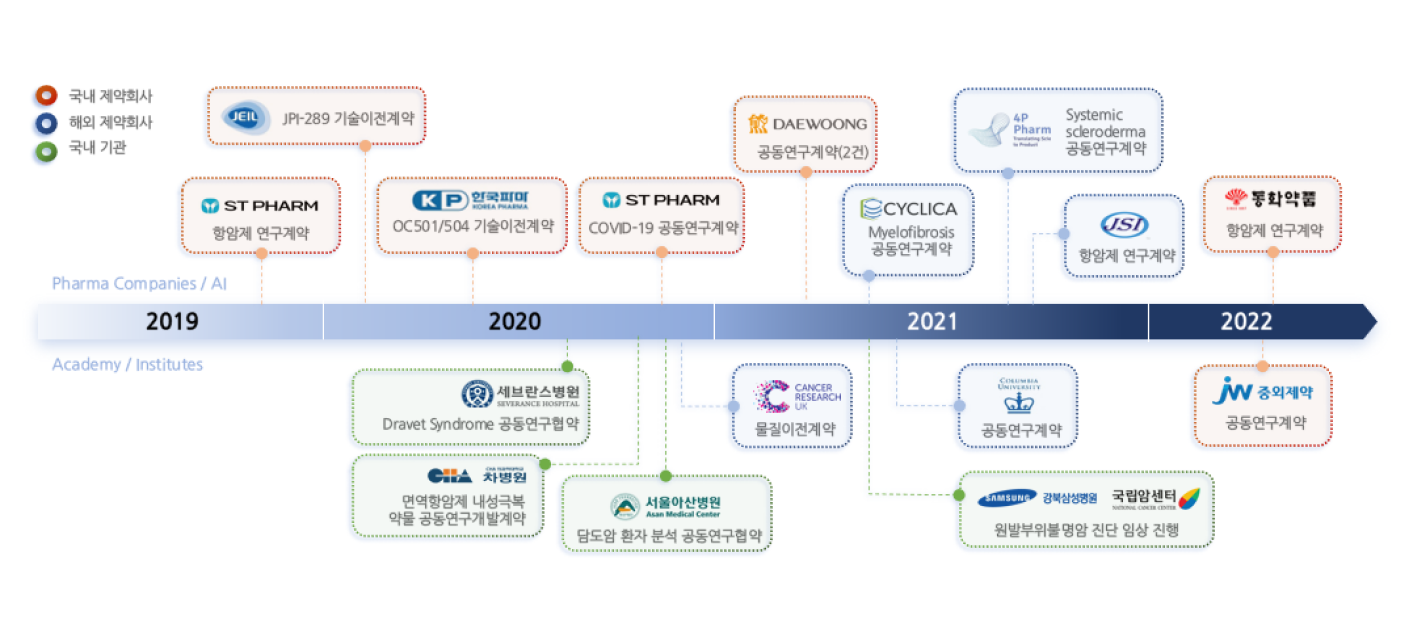 국내 제약회사
해외 제약회사
국내 기관
JEIL
JPI-289 기술이전계약
ST PHARM
항암제 연구계약
KP 한국피마
KOREA PHARMA
OC501/504 기술이전계약
ST PHARM
COVID-19 공동연구계약
DAEWOONG
공동연구계약(2건)
CYCLICA
Myelofibrosis
공동연구계약
4P
Pharm
Translating Science
to Product
Systemic
scleroderma
공동연구계약
JSI
항암제 연구계약
동화약품
항암제 연구계약
Pharma Companies / AI
2019
2020
2021
2022
Academy / Institutes
세브란스병원
SEVERANCE HOSPITAL
Dravet Syndrome 공동연구협약
CHA 차병원
면역항암제 내성극복
약물 공동연구개발계약
서울아산병원
Asan Medical Center
담도암 환자 분석 공동연구협약
CANCER
RESEARCH
UK
물질이전계약
COLUMBIA
UNIVERSITY
공동연구계약
SAMSUNG 강북삼성병원
국립암센터
NATIONAL CANCER CENTER
원발부위불명암 진단 임상 진행
JW 중외제약
공동연구계약